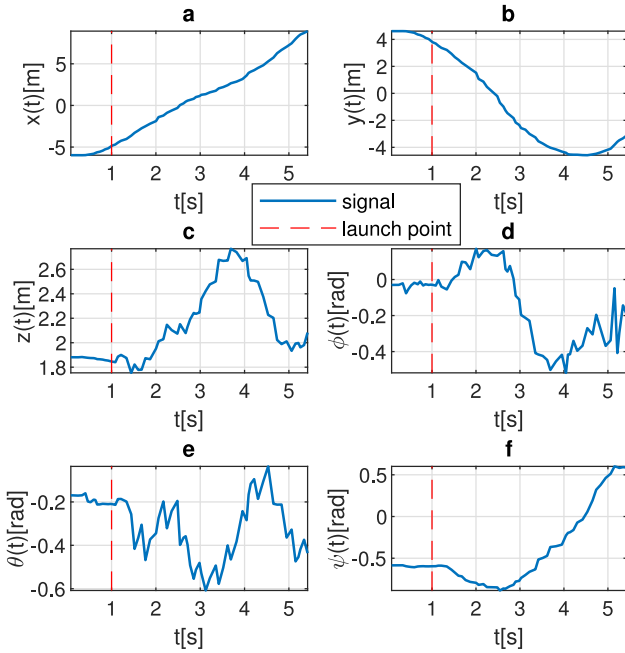 a
b
x(t)[m]
5
0
-5
1 2 3 4 5
t[s]
y(t)[m]
4
2
0
-2
-4
1 2 3 4 5
t[s]
signal
launch point
c
d
z(t)[m]
2.6
2.4
2.2
2
1.8
1 2 3 4 5
t[s]
ϕ(t)[rad]
0
-0.2
-0.4
1 2 3 4 5
t[s]
e
f
θ(t)[rad]
-0.2
-0.4
-0.6
1 2 3 4 5
t[s]
ψ(t)[rad]
0.5
0
-0.5
1 2 3 4 5
t[s]